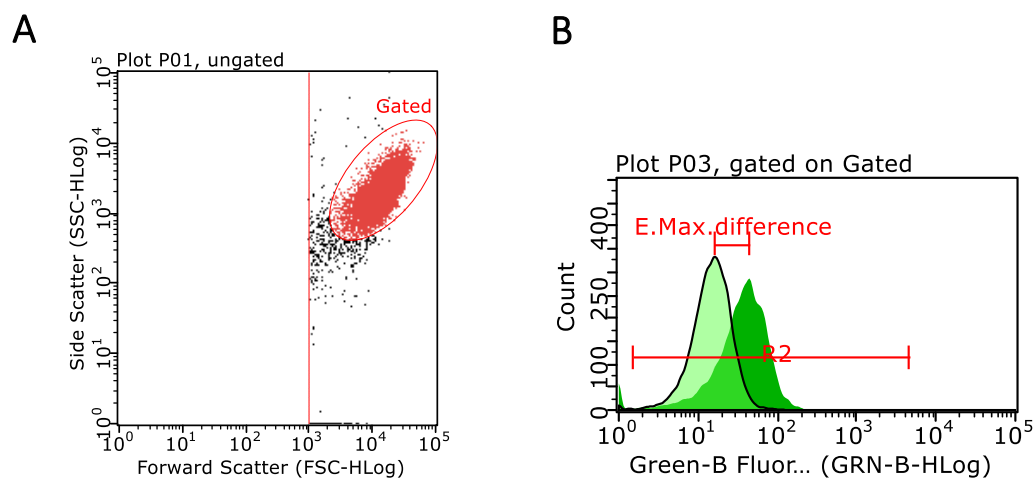 A
B
Plot P01, ungated
Gated
Side Scatter (SSC-HLog)
10^5
10^4
10^3
10^2
10^1
10^0
10^0 10^1 10^2 10^3 10^4 10^5
Forward Scatter (FSC-HLog)
Plot P03, gated on Gated
E.Max.difference
R2
Count
400
250
100
0
10^0 10^1 10^2 10^3 10^4 10^5
Green-B Fluor... (GRN-B-HLog)